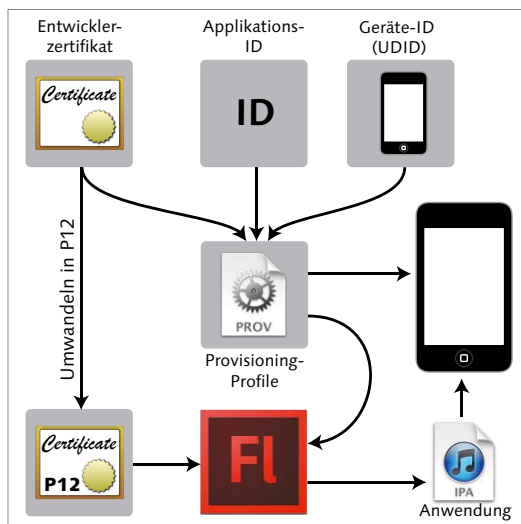 Entwickler-
zertifikat
Applikations-
ID
Geräte-ID
(UDID)
Certificate
ID
Umwandeln in P12
PROV
Provisioning-
Profile
Certificate
P12
Fl
IPA
Anwendung